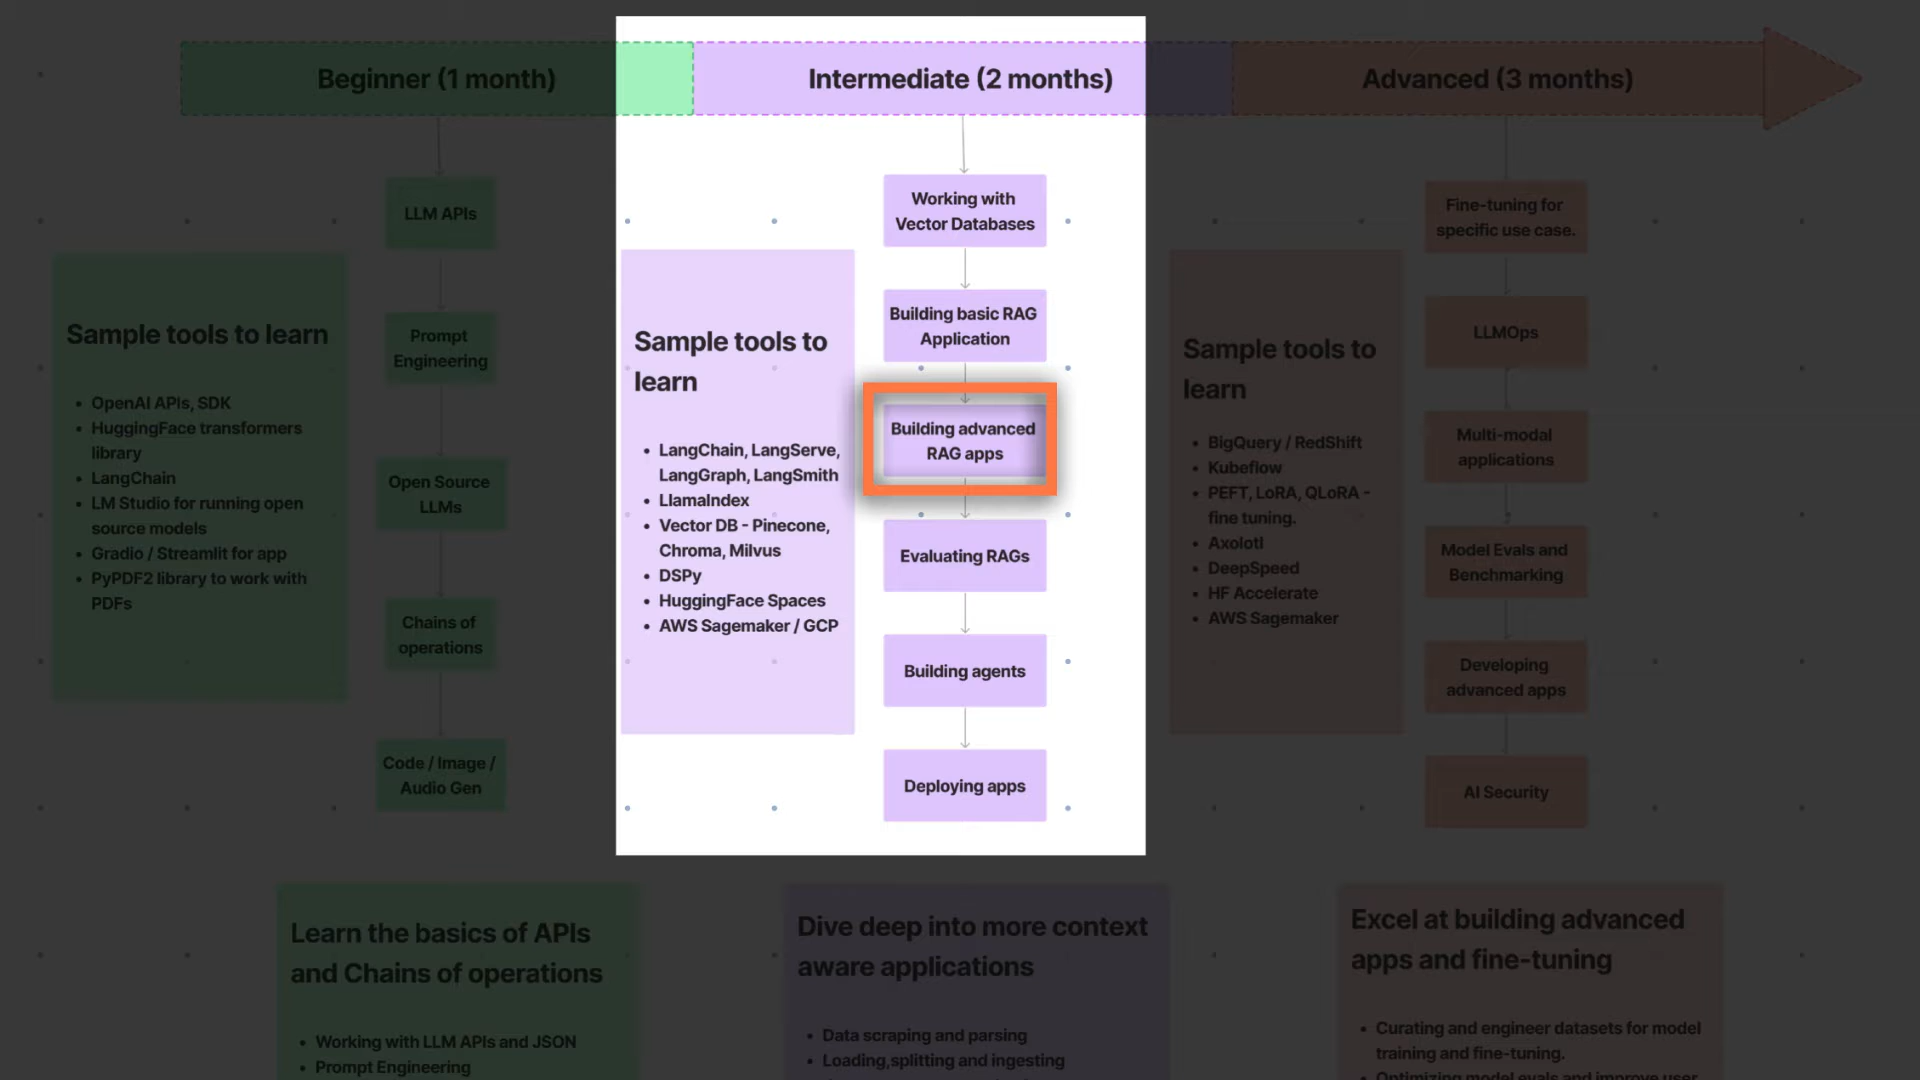 Beginner (1 month)
Intermediate (2 months)
Advanced (3 months)
LLM APIs
Prompt
Engineering
Open Source
LLMs
Chains of
operations
Code / Image /
Audio Gen
Sample tools to learn
OpenAI APIs, SDK
HuggingFace transformers
library
LangChain
LM Studio for running open
source models
Gradio / Streamlit for app
PyPDF2 library to work with
PDFs
Working with
Vector Databases
Building basic RAG
Application
Building advanced
RAG apps
Evaluating RAGs
Building agents
Deploying apps
Sample tools to
learn
LangChain, LangServe,
LangGraph, LangSmith
LlamaIndex
Vector DB - Pinecone,
Chroma, Milvus
DSPy
HuggingFace Spaces
AWS Sagemaker / GCP
Fine-tuning for
specific use case.
LLMOps
Multi-modal
applications
Model Evals and
Benchmarking
Developing
advanced apps
AI Security
Sample tools to
learn
BigQuery / RedShift
Kubeflow
PEFT, LoRA, QLoRA -
fine tuning.
Axolotl
DeepSpeed
HF Accelerate
AWS Sagemaker
Learn the basics of APIs
and Chains of operations
Working with LLM APIs and JSON
Prompt Engineering
Dive deep into more context
aware applications
Data scraping and parsing
Loading,splitting and ingesting
Excel at building advanced
apps and fine-tuning
Curating and engineer datasets for model
training and fine-tuning.
Optimizing model evals and improve user